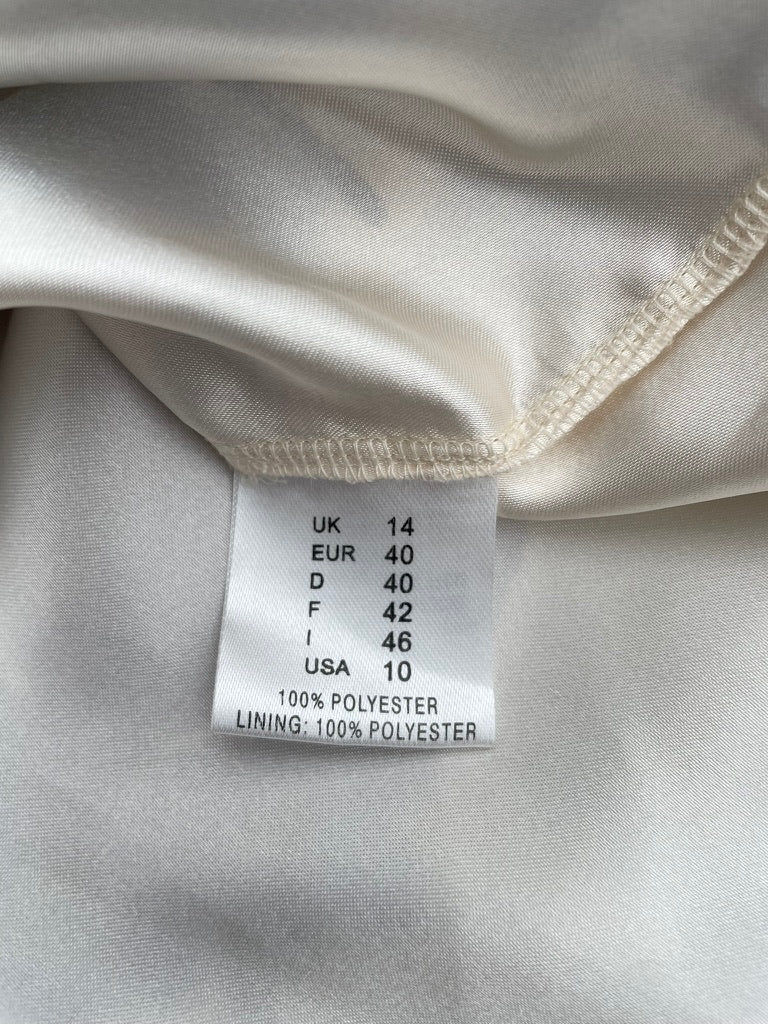 UK 14
EUR 40
D 40
F 42
I 46
USA 10
100% POLYESTER
LINING: 100% POLYESTER